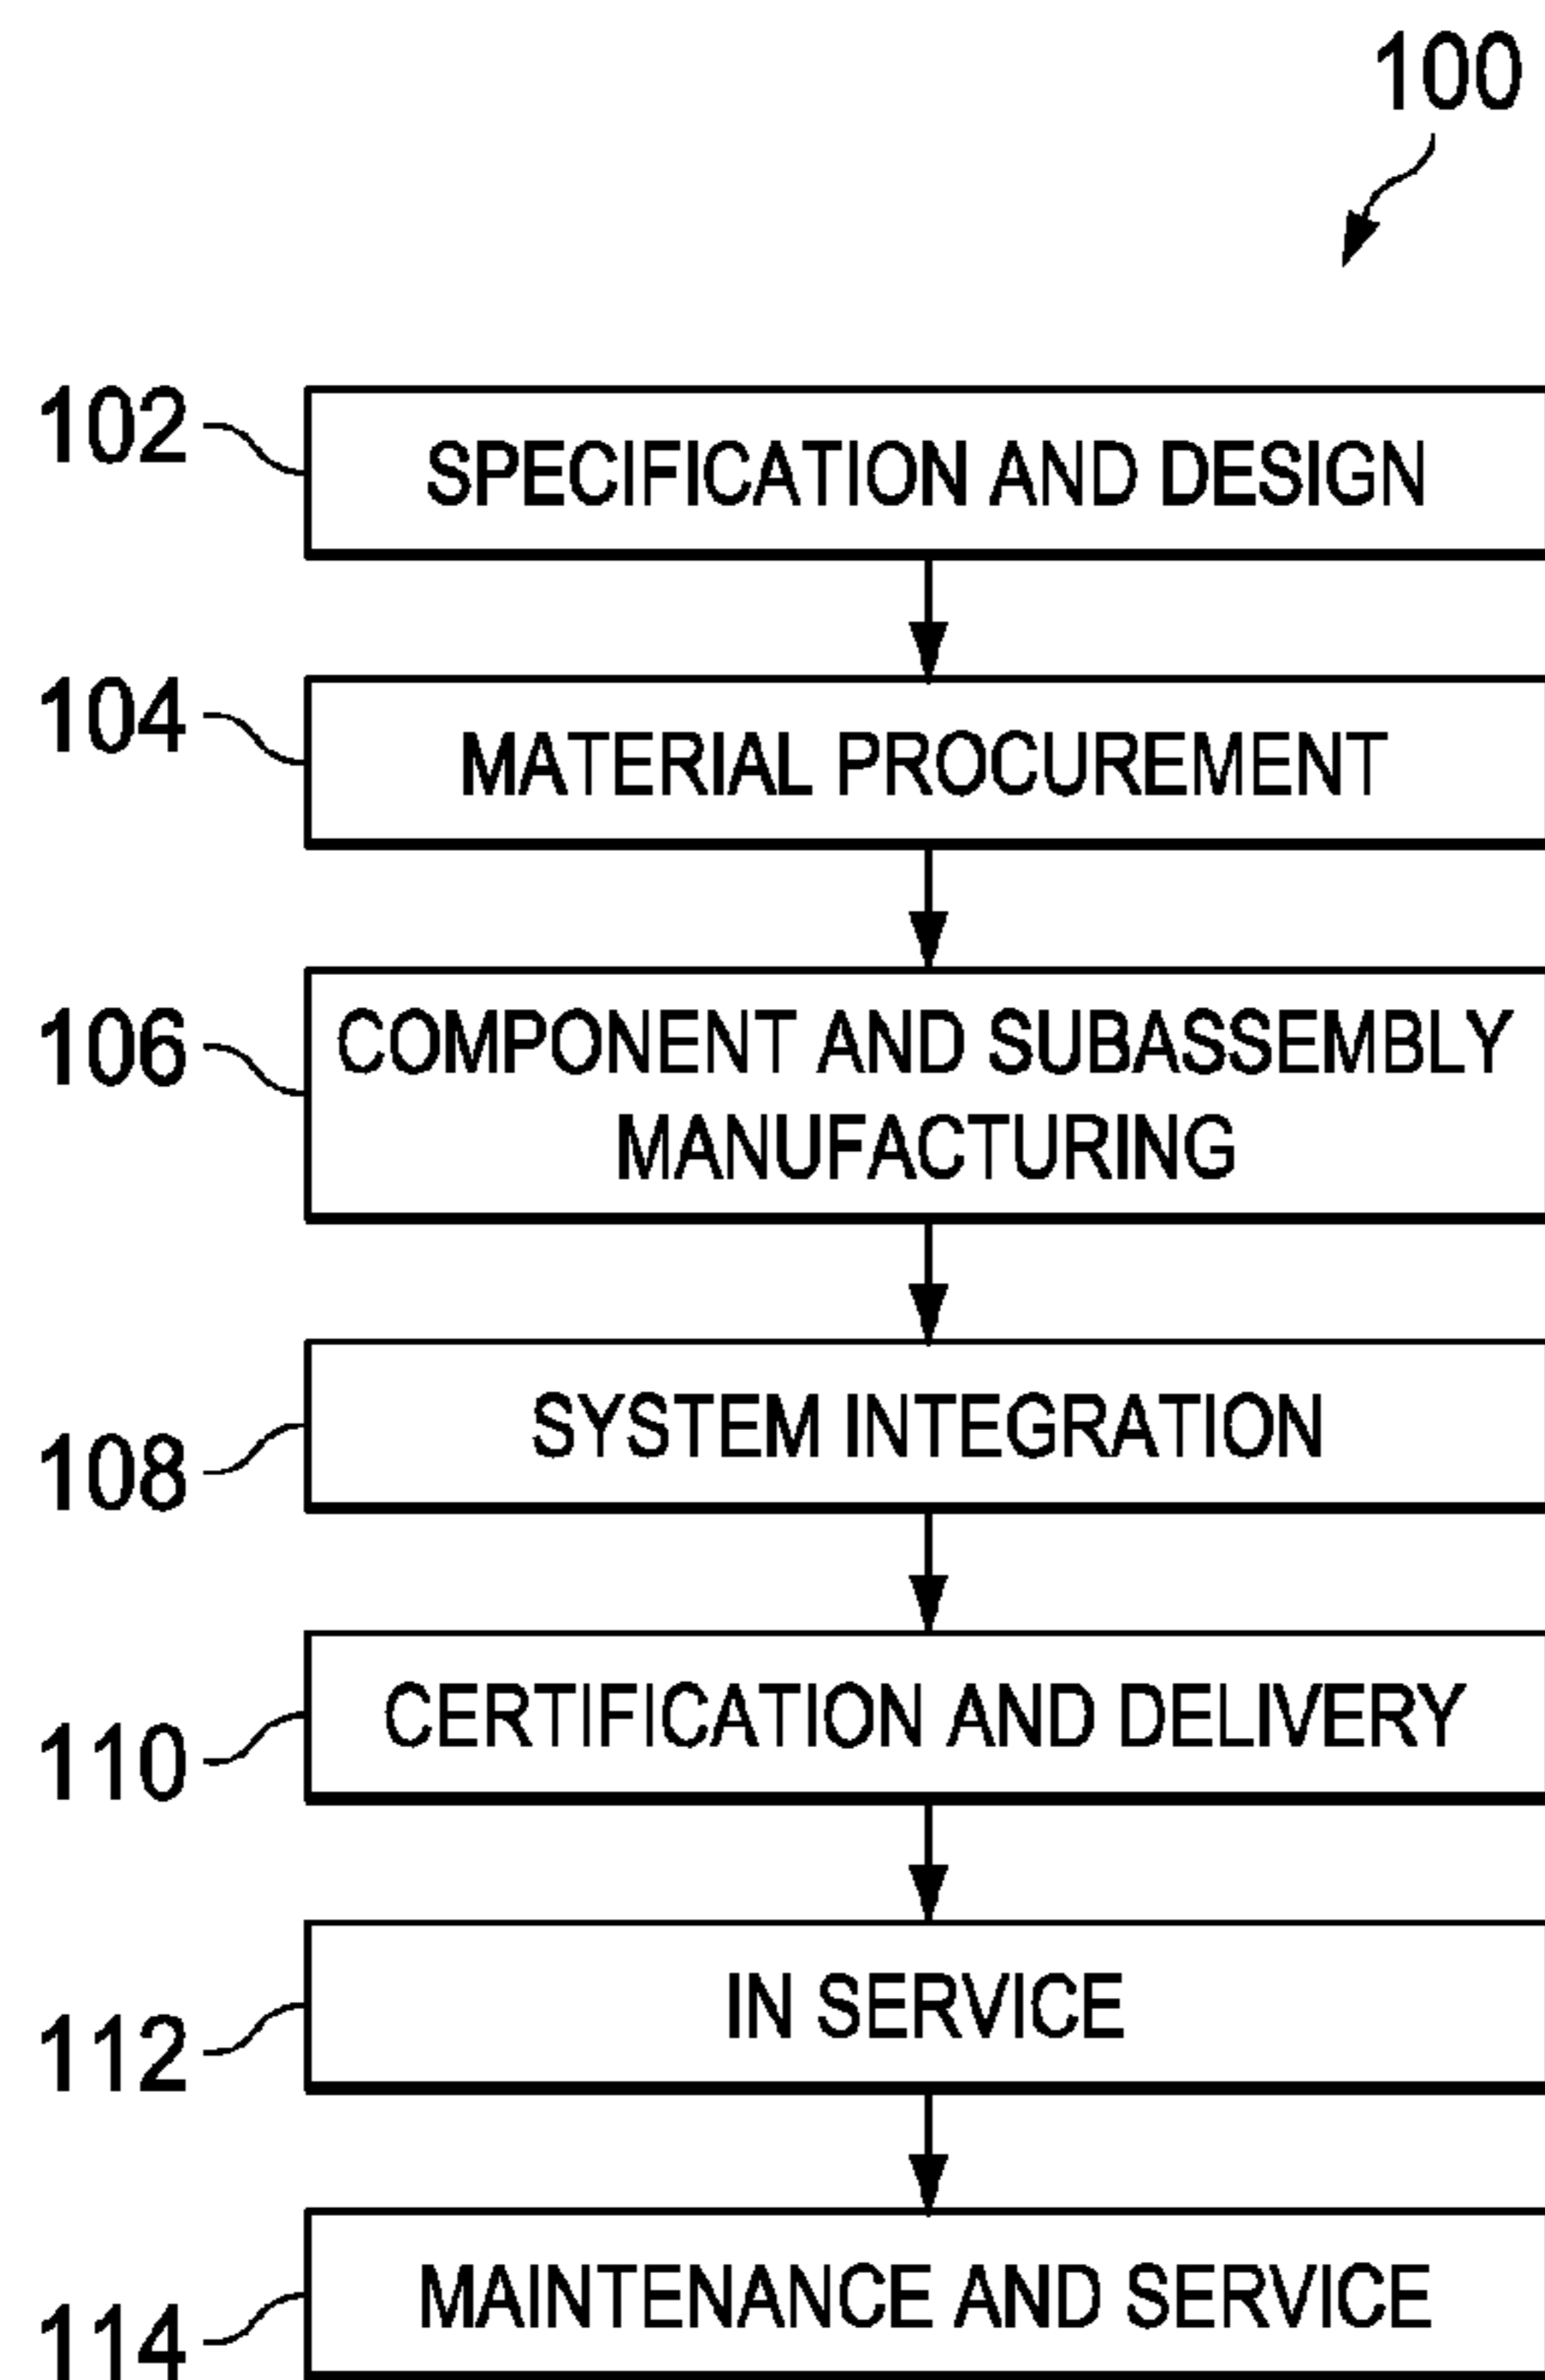 100
102
SPECIFICATION AND DESIGN
104
MATERIAL PROCUREMENT
106
COMPONENT AND SUBASSEMBLY
MANUFACTURING
108
SYSTEM INTEGRATION
110
CERTIFICATION AND DELIVERY
112
IN SERVICE
114
MAINTENANCE AND SERVICE